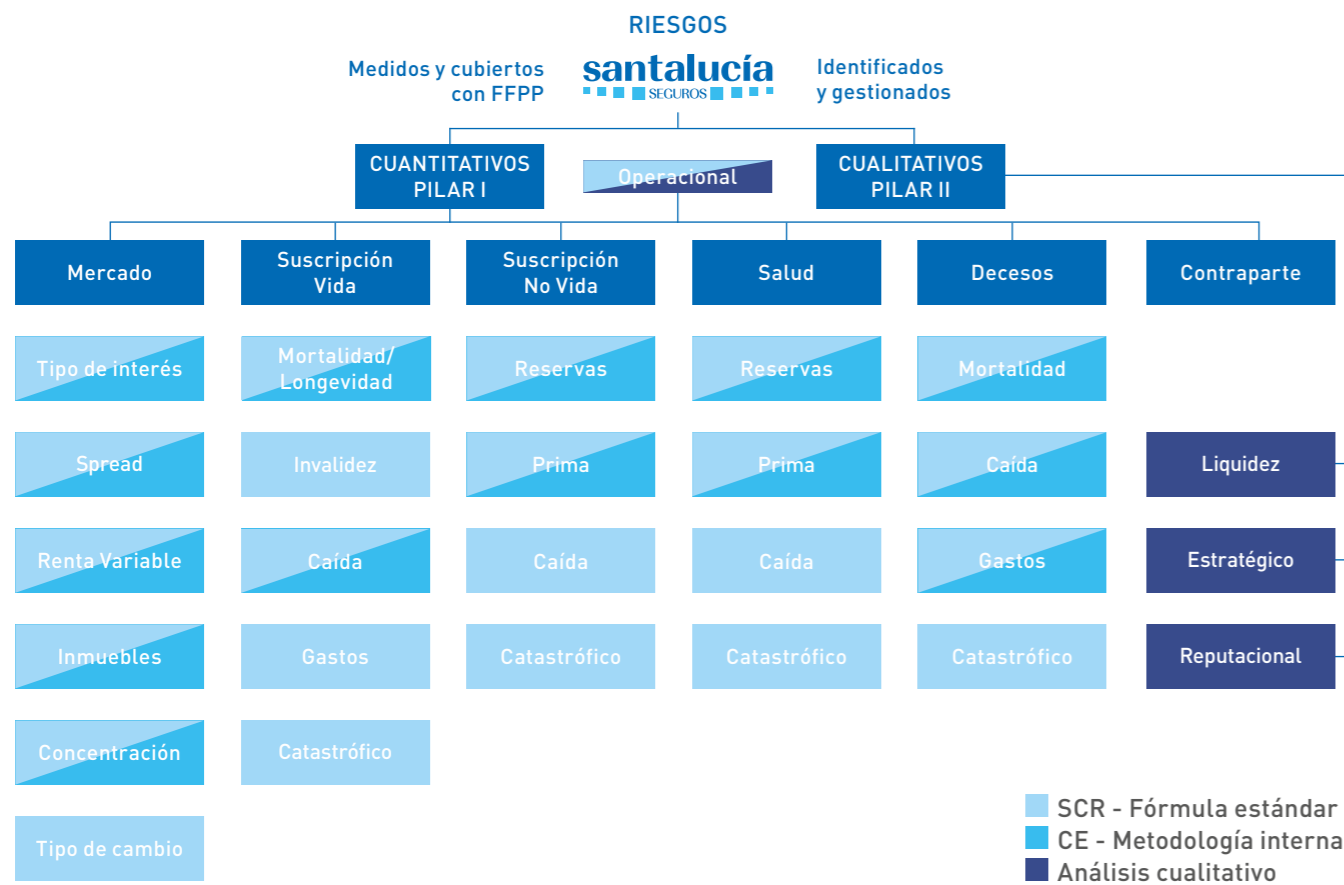 RIESGOS
Medidos y cubiertos
con FFPP
santalucía
SEGUROS
Identificados
y gestionados
CUANTITATIVOS
PILAR I
Operacional
CUALITATIVOS
PILAR II
Mercado
Suscripción
Vida
Suscripción
No Vida
Salud
Decesos
Contraparte
Tipo de interés
Mortalidad/
Longevidad
Reservas
Reservas
Mortalidad
Spread
Invalidez
Prima
Prima
Caída
Liquidez
Renta Variable
Caída
Caída
Caída
Gastos
Estratégico
Inmuebles
Gastos
Catastrófico
Catastrófico
Catastrófico
Reputacional
Concentración
Catastrófico
Tipo de cambio
SCR - Fórmula estándar
CE - Metodología interna
Análisis cualitativo